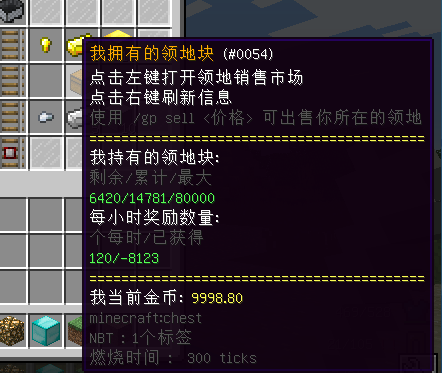 我拥有的领地块 (#0054)
点击左键打开领地销售市场
点击右键刷新信息
使用 /gp sell <价格> 可出售你所在的领地
===================================
我持有的领地块:
剩余/累计/最大
6420/14781/80000
每小时奖励数量:
个每时/已获得
120/-8123
===================================
我当前金币: 9998.80
minecraft:chest
NBT：1个标签
燃烧时间： 300 ticks